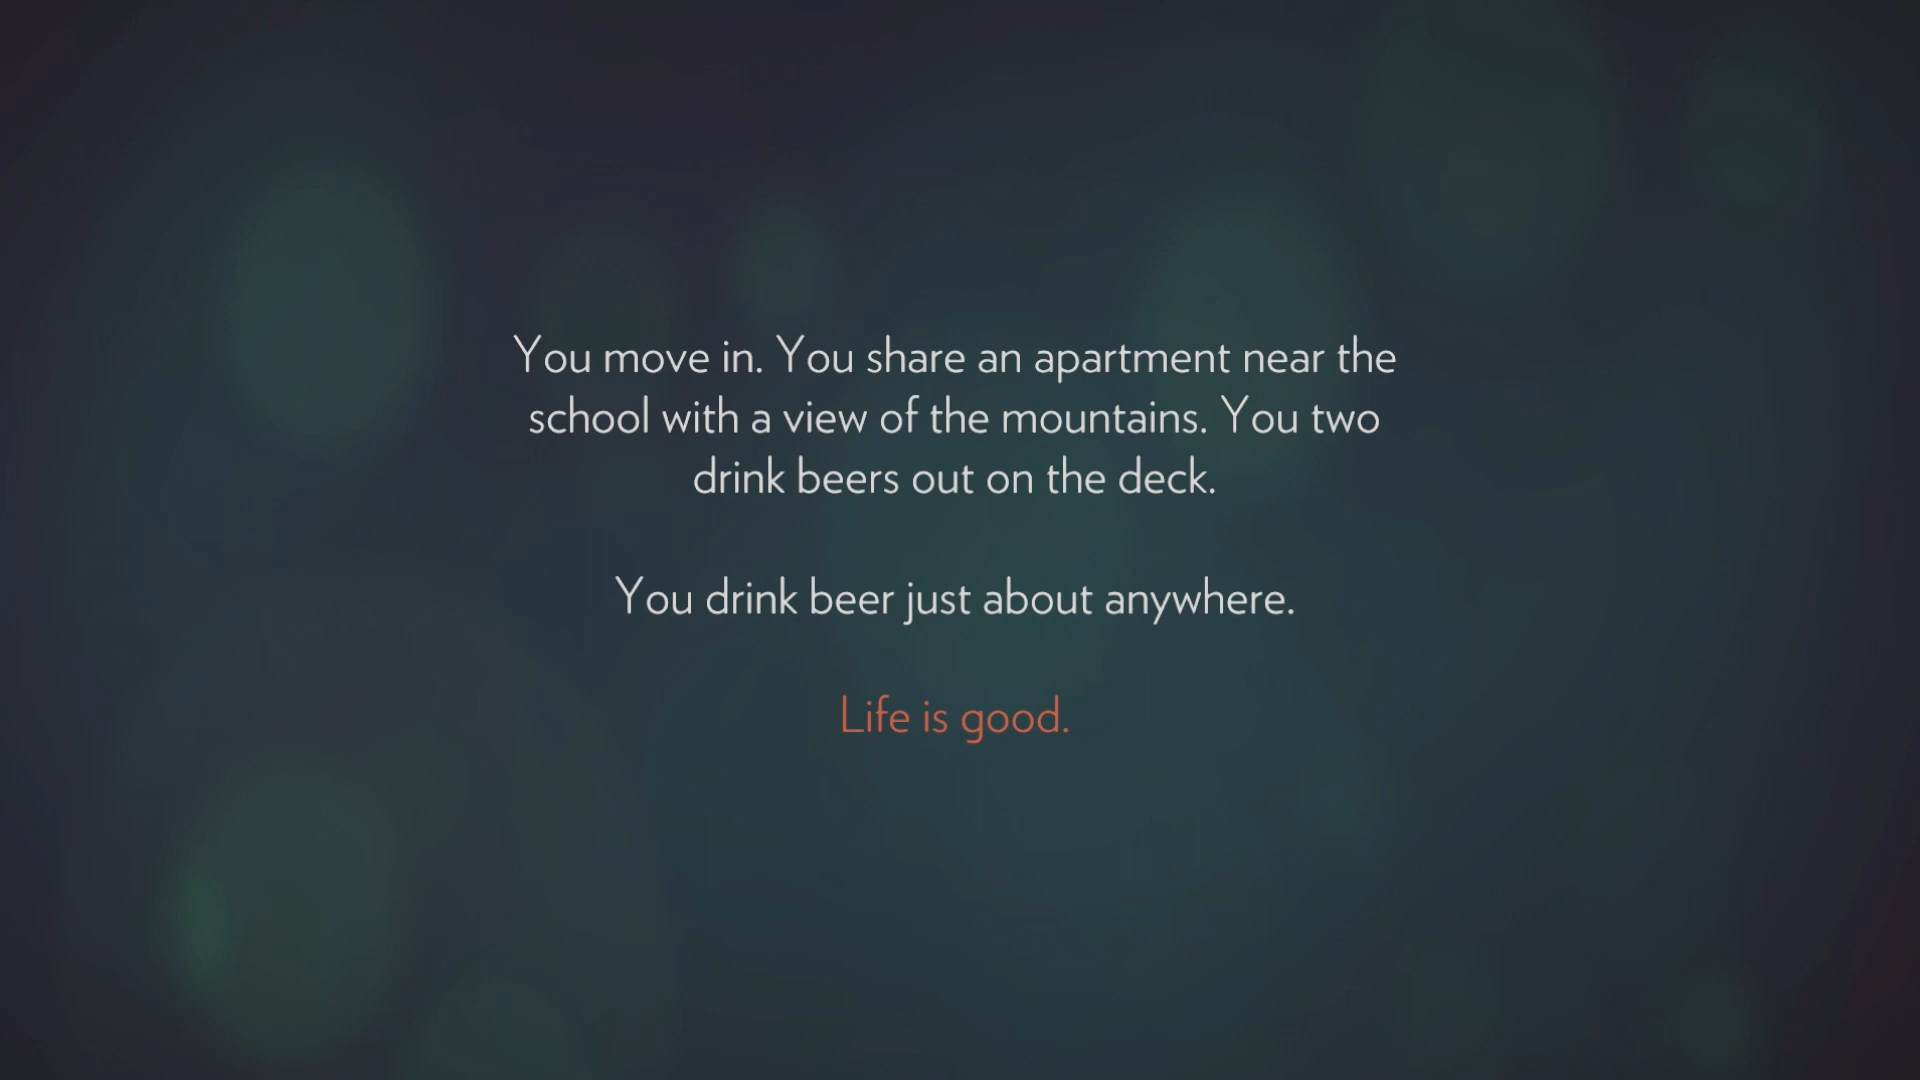 You move in. You share an apartment near the
school with a view of the mountains. You two
drink beers out on the deck.
You drink beer just about anywhere.
Life is good.